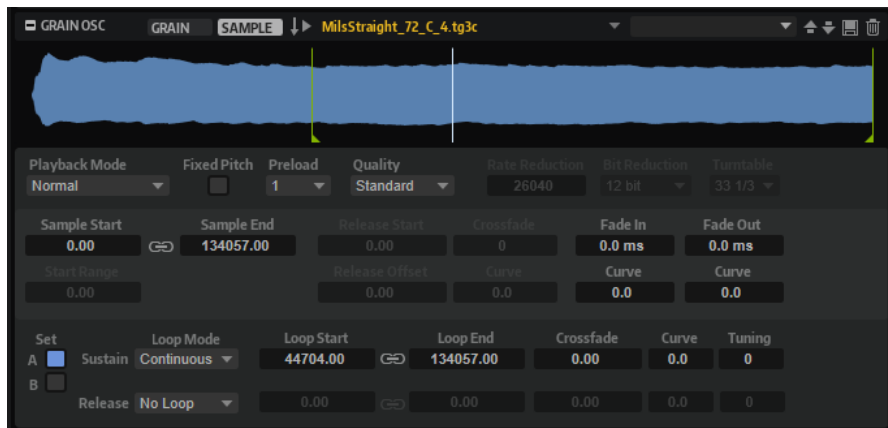 GRAIN OSC GRAIN SAMPLE MilsStraight_72_C_4.tg3c
Playback Mode Fixed Pitch Preload Quality Rate Reduction Bit Reduction Turntable
Normal 1 Standard 26040 12 bit 33 1/3
Sample Start Sample End Release Start Crossfade Fade In Fade Out
0.00 134057.00 0.00 0 0.0 ms 0.0 ms
Start Range Release Offset Curve Curve Curve
0.00 0.00 0.0 0.0 0.0
Set Loop Mode Loop Start Loop End Crossfade Curve Tuning
A Sustain Continuous 44704.00 134057.00 0.00 0.0 0
B
Release No Loop 0.00 0.00 0.00 0.0 0